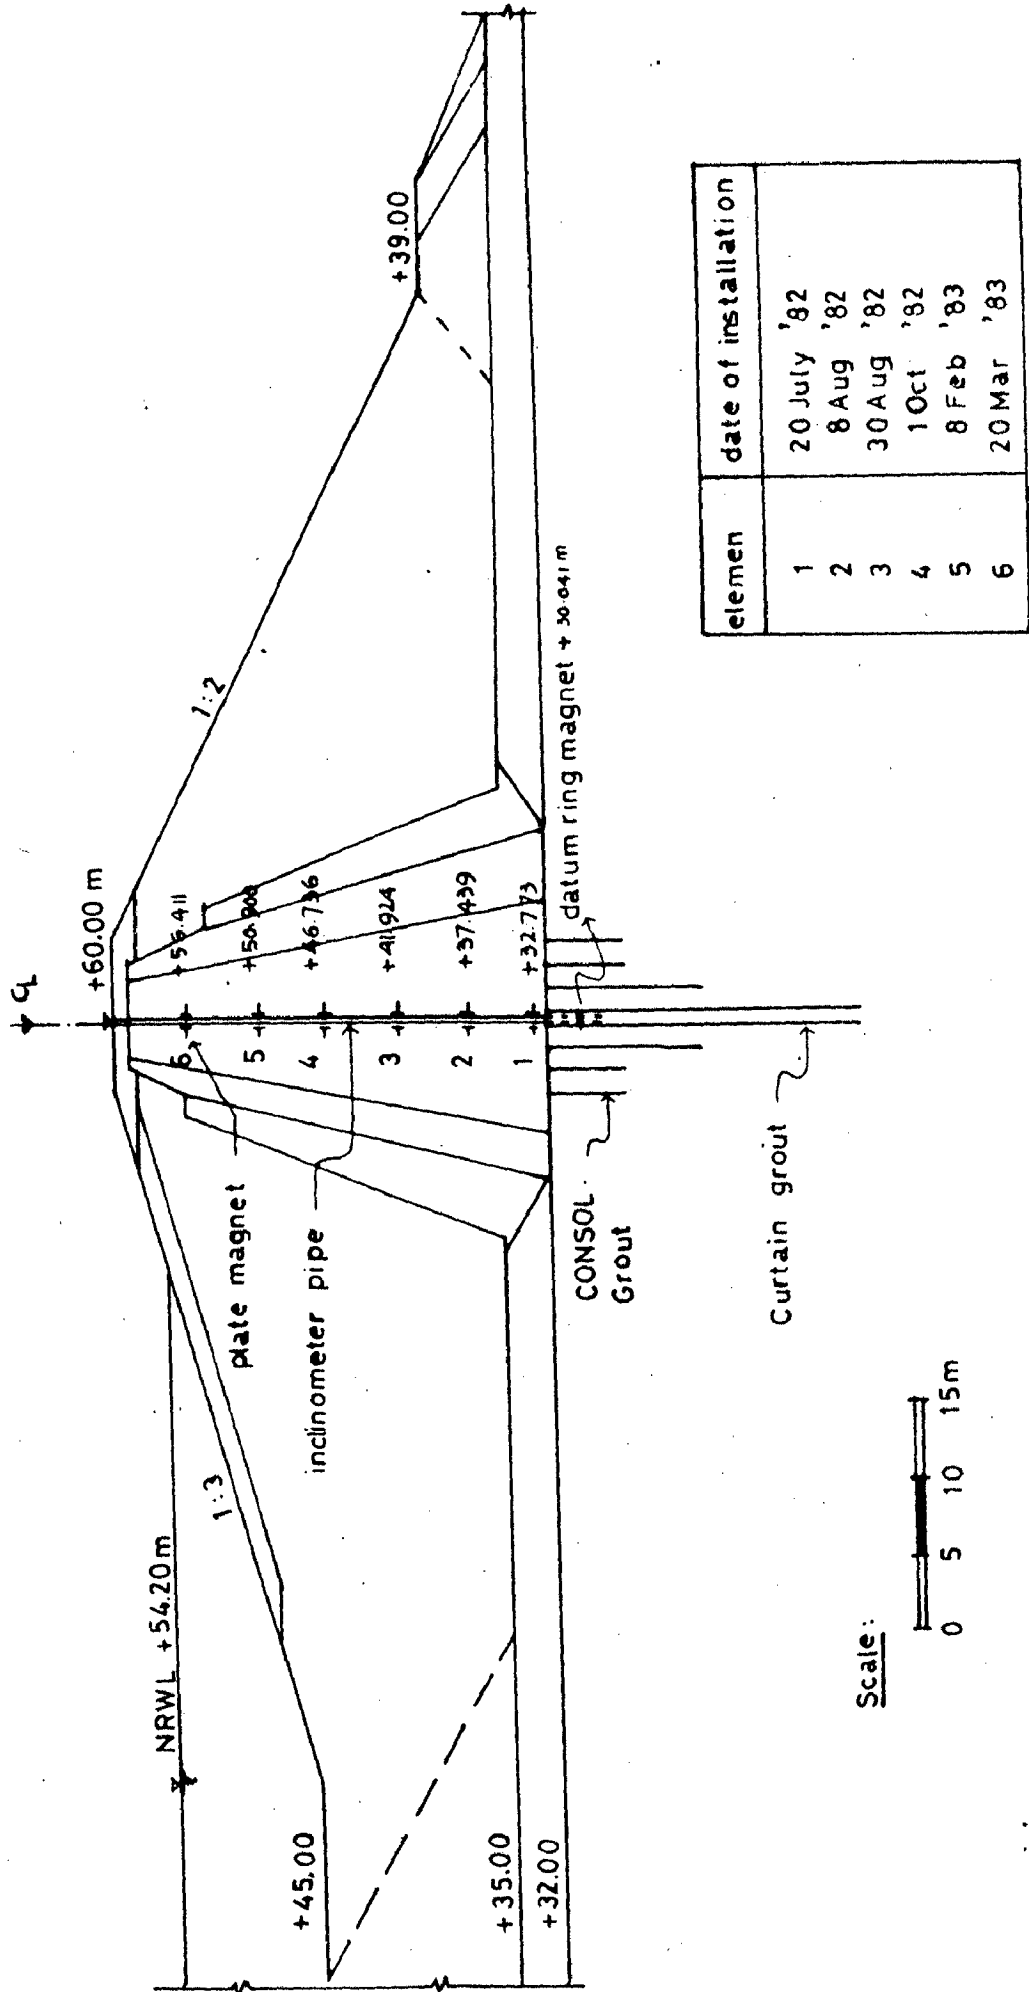 C L
+60.00 m
NRWL +54.20 m
1:3
1:2
+39.00
+45.00
+35.00
+32.00
plate magnet
inclinometer pipe
6
5
4
3
2
1
+56.411
+46.736
+41.924
+37.439
+32.773
datum ring magnet + 30.041 m
CONSOL.
Grout
Curtain grout
Scale:
0 5 10 15m
elemen date of installation
1 20 July '82
2 8 Aug '82
3 30 Aug '82
4 1 Oct '82
5 8 Feb '83
6 20 Mar '83